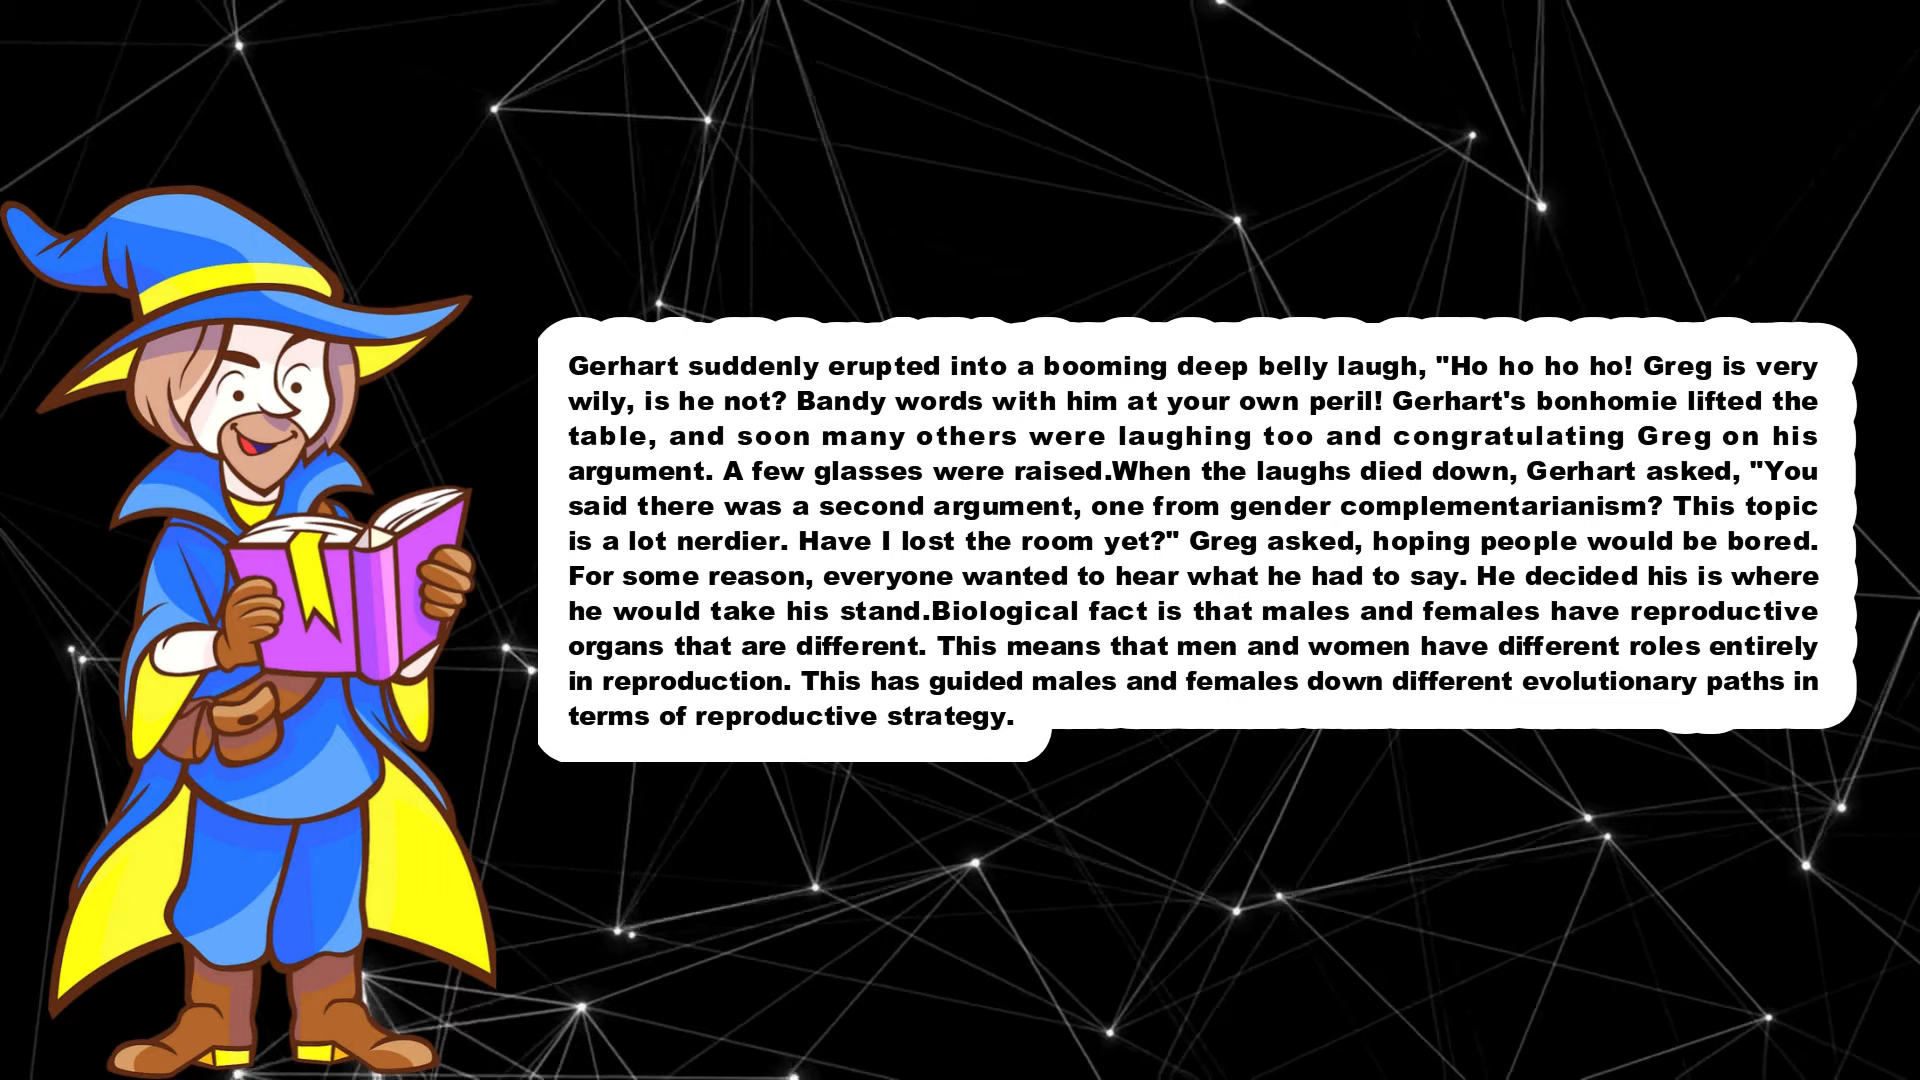 Gerhart suddenly erupted into a booming deep belly laugh, "Ho ho ho ho! Greg is very
wily, is he not? Bandy words with him at your own peril! Gerhart's bonhomie lifted the
table, and soon many others were laughing too and congratulating Greg on his
argument. A few glasses were raised.When the laughs died down, Gerhart asked, "You
said there was a second argument, one from gender complementarianism? This topic
is a lot nerdier. Have I lost the room yet?" Greg asked, hoping people would be bored.
For some reason, everyone wanted to hear what he had to say. He decided his is where
he would take his stand.Biological fact is that males and females have reproductive
organs that are different. This means that men and women have different roles entirely
in reproduction. This has guided males and females down different evolutionary paths in
terms of reproductive strategy.